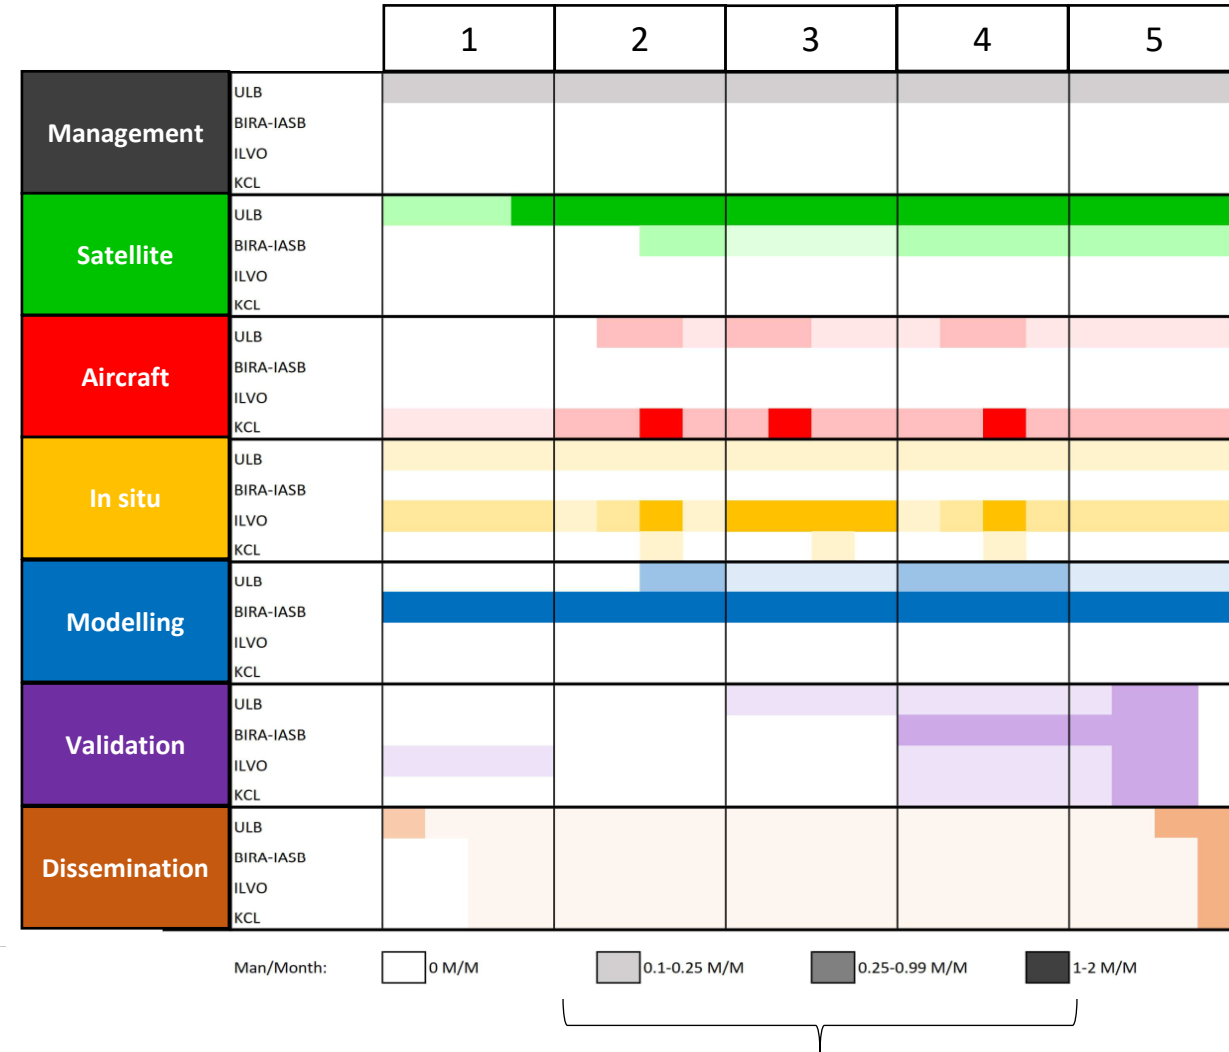 1 2 3 4 5
Management
ULB
BIRA-IASB
ILVO
KCL
Satellite
ULB
BIRA-IASB
ILVO
KCL
Aircraft
ULB
BIRA-IASB
ILVO
KCL
In situ
ULB
BIRA-IASB
ILVO
KCL
Modelling
ULB
BIRA-IASB
ILVO
KCL
Validation
ULB
BIRA-IASB
ILVO
KCL
Dissemination
ULB
BIRA-IASB
ILVO
KCL
Man/Month: 0 M/M 0.1-0.25 M/M 0.25-0.99 M/M 1-2 M/M